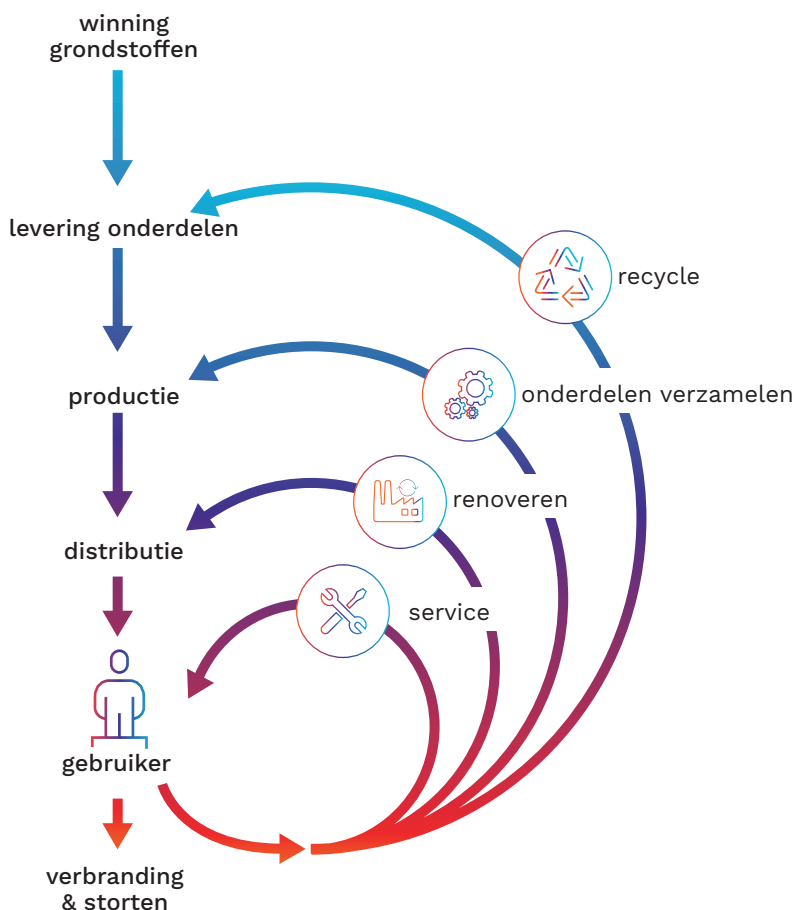 winning
grondstoffen
levering onderdelen
recycle
productie
onderdelen verzamelen
renoveren
distributie
service
gebruiker
verbranding
& storten